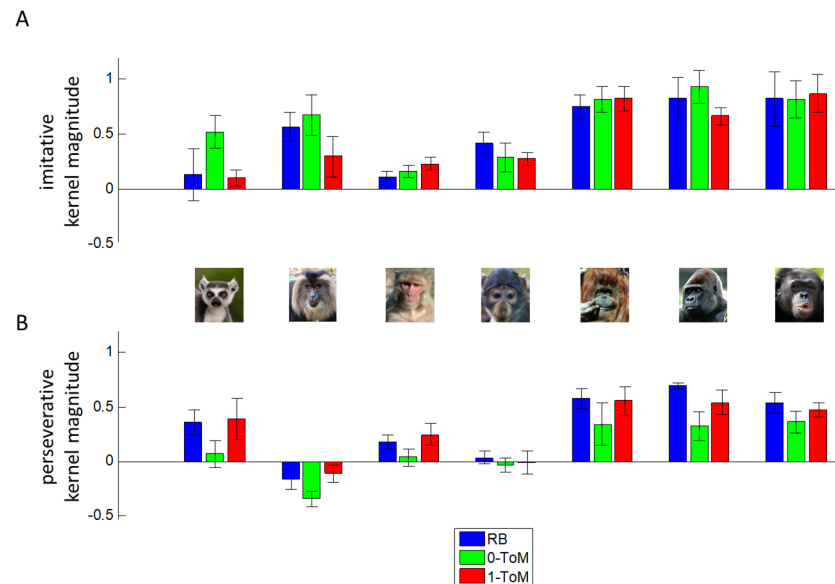 A
imitative
kernel magnitude
1
0.5
0
-0.5
B
perseverative
kernel magnitude
1
0.5
0
-0.5
RB
0-ToM
1-ToM